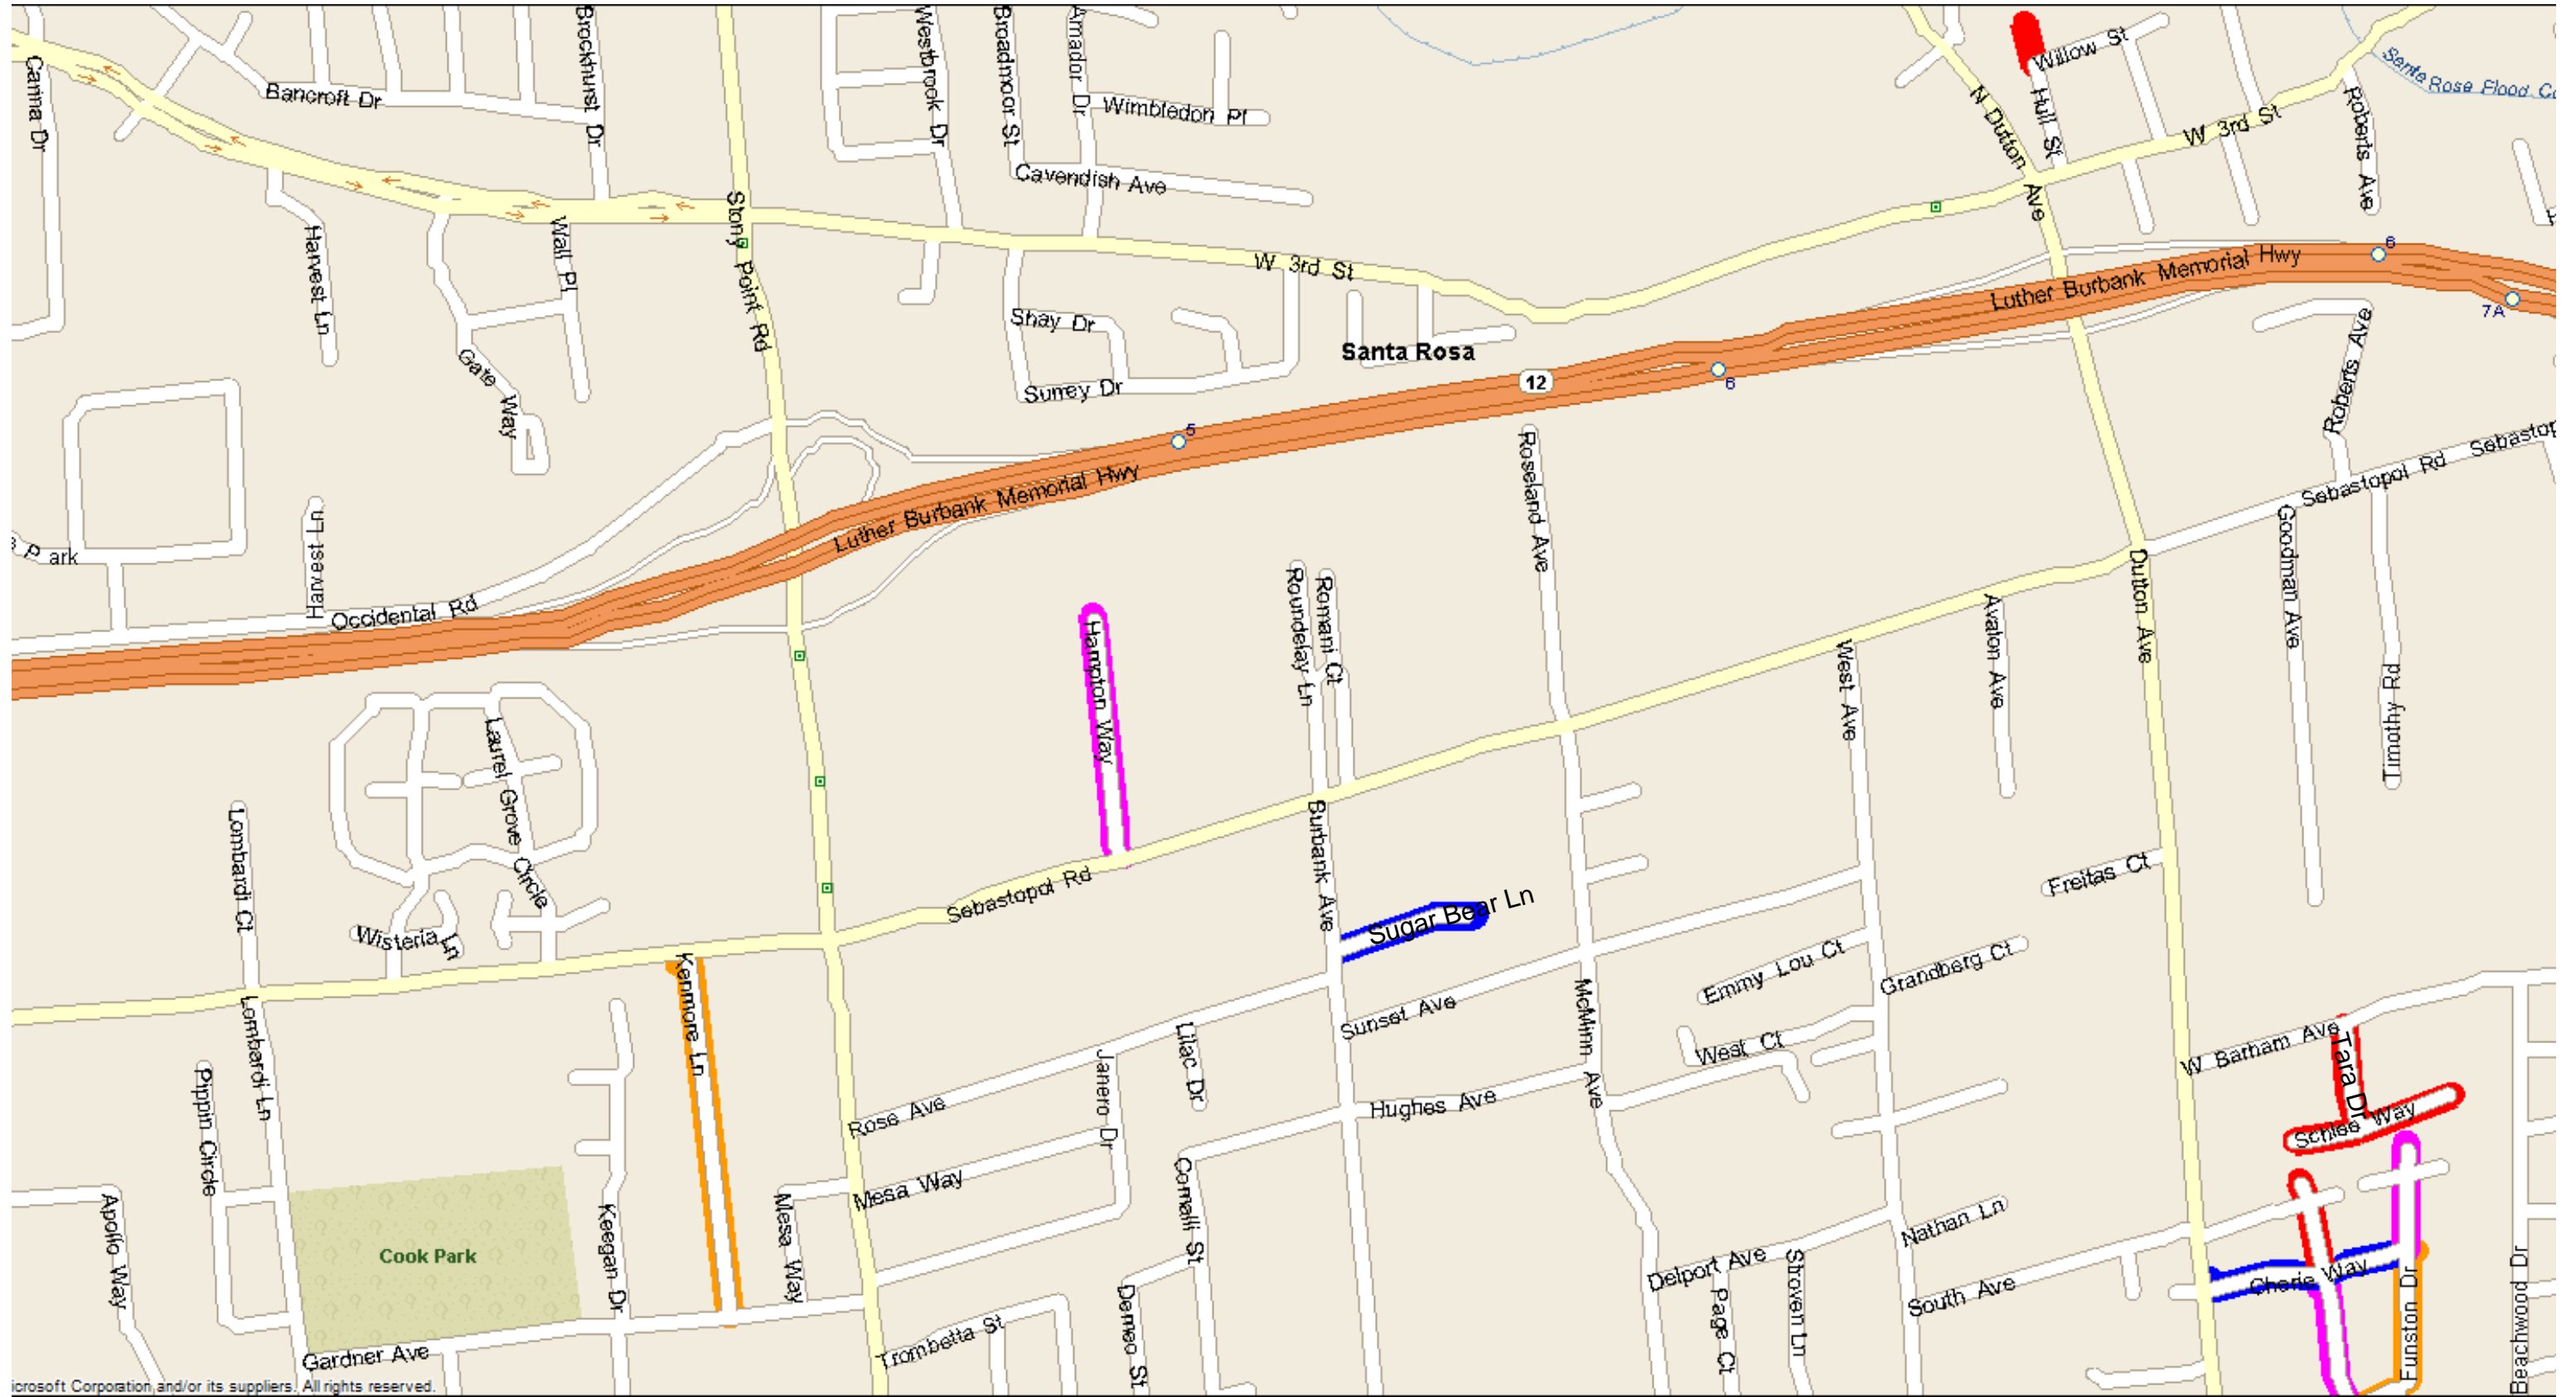 Carina Dr
Bancroft Dr
Brockhurst Dr
Westbrook Dr
Broadmoor St
Amador Dr
Wimbledon Pl
Cavendish Ave
N Dutton Ave
Willow St
Hull St
W 3rd St
Roberts Ave
Santa Rosa Flood
Harvest Ln
Wall Pl
Stony Point Rd
Gate Way
W 3rd St
Shay Dr
Surrey Dr
Santa Rosa
12
5
6
6
7A
Luther Burbank Memorial Hwy
Luther Burbank Memorial Hwy
Roberts Ave
Sebastopol Rd
Park
Harvest Ln
Occidental Rd
Hampton Way
Roundelay Ln
Romani Ct
Roseland Ave
West Ave
Avalon Ave
Dutton Ave
Goodman Ave
Timothy Rd
Laurel Grove Circle
Lombardi Ct
Wisteria Ln
Sebastopol Rd
Burbank Ave
Sugar Bear Ln
Freitas Ct
Emmy Lou Ct
Grandberg Ct
Kenmore Ln
Lombardi Ln
Pippin Circle
Apollo Way
Cook Park
Keegan Dr
Mesa Way
Gardner Ave
Rose Ave
Mesa Way
Janero Dr
Lilac Dr
Sunset Ave
Hughes Ave
McMinn Ave
West Ct
Comalli St
Demeo St
Trombetta St
Delport Ave
Page Ct
Stroven Ln
Nathan Ln
South Ave
W Barham Ave
Tara Dr
Schlee Way
Cherie Way
Funston Dr
Beachwood Dr
icrosoft Corporation and/or its suppliers. All rights reserved.